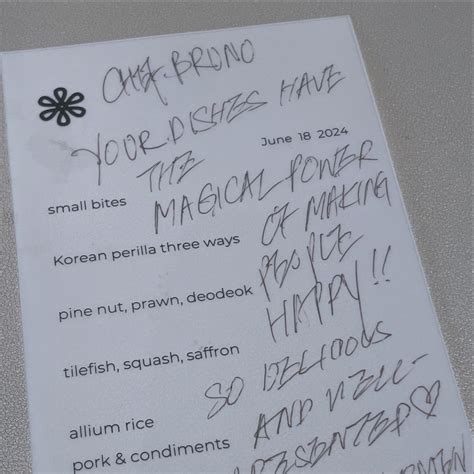 CHEF. BRUNO
YOUR DISHES HAVE
THE
June 18 2024
small bites
MAGICAL POWER
Korean perilla three ways
OF MAKING
PEOPLE
pine nut, prawn, deodeok
HAPPY!!
tilefish, squash, saffron
SO DELICIOUS
allium rice
AND WELL-
pork & condiments
PRESENTED ♡